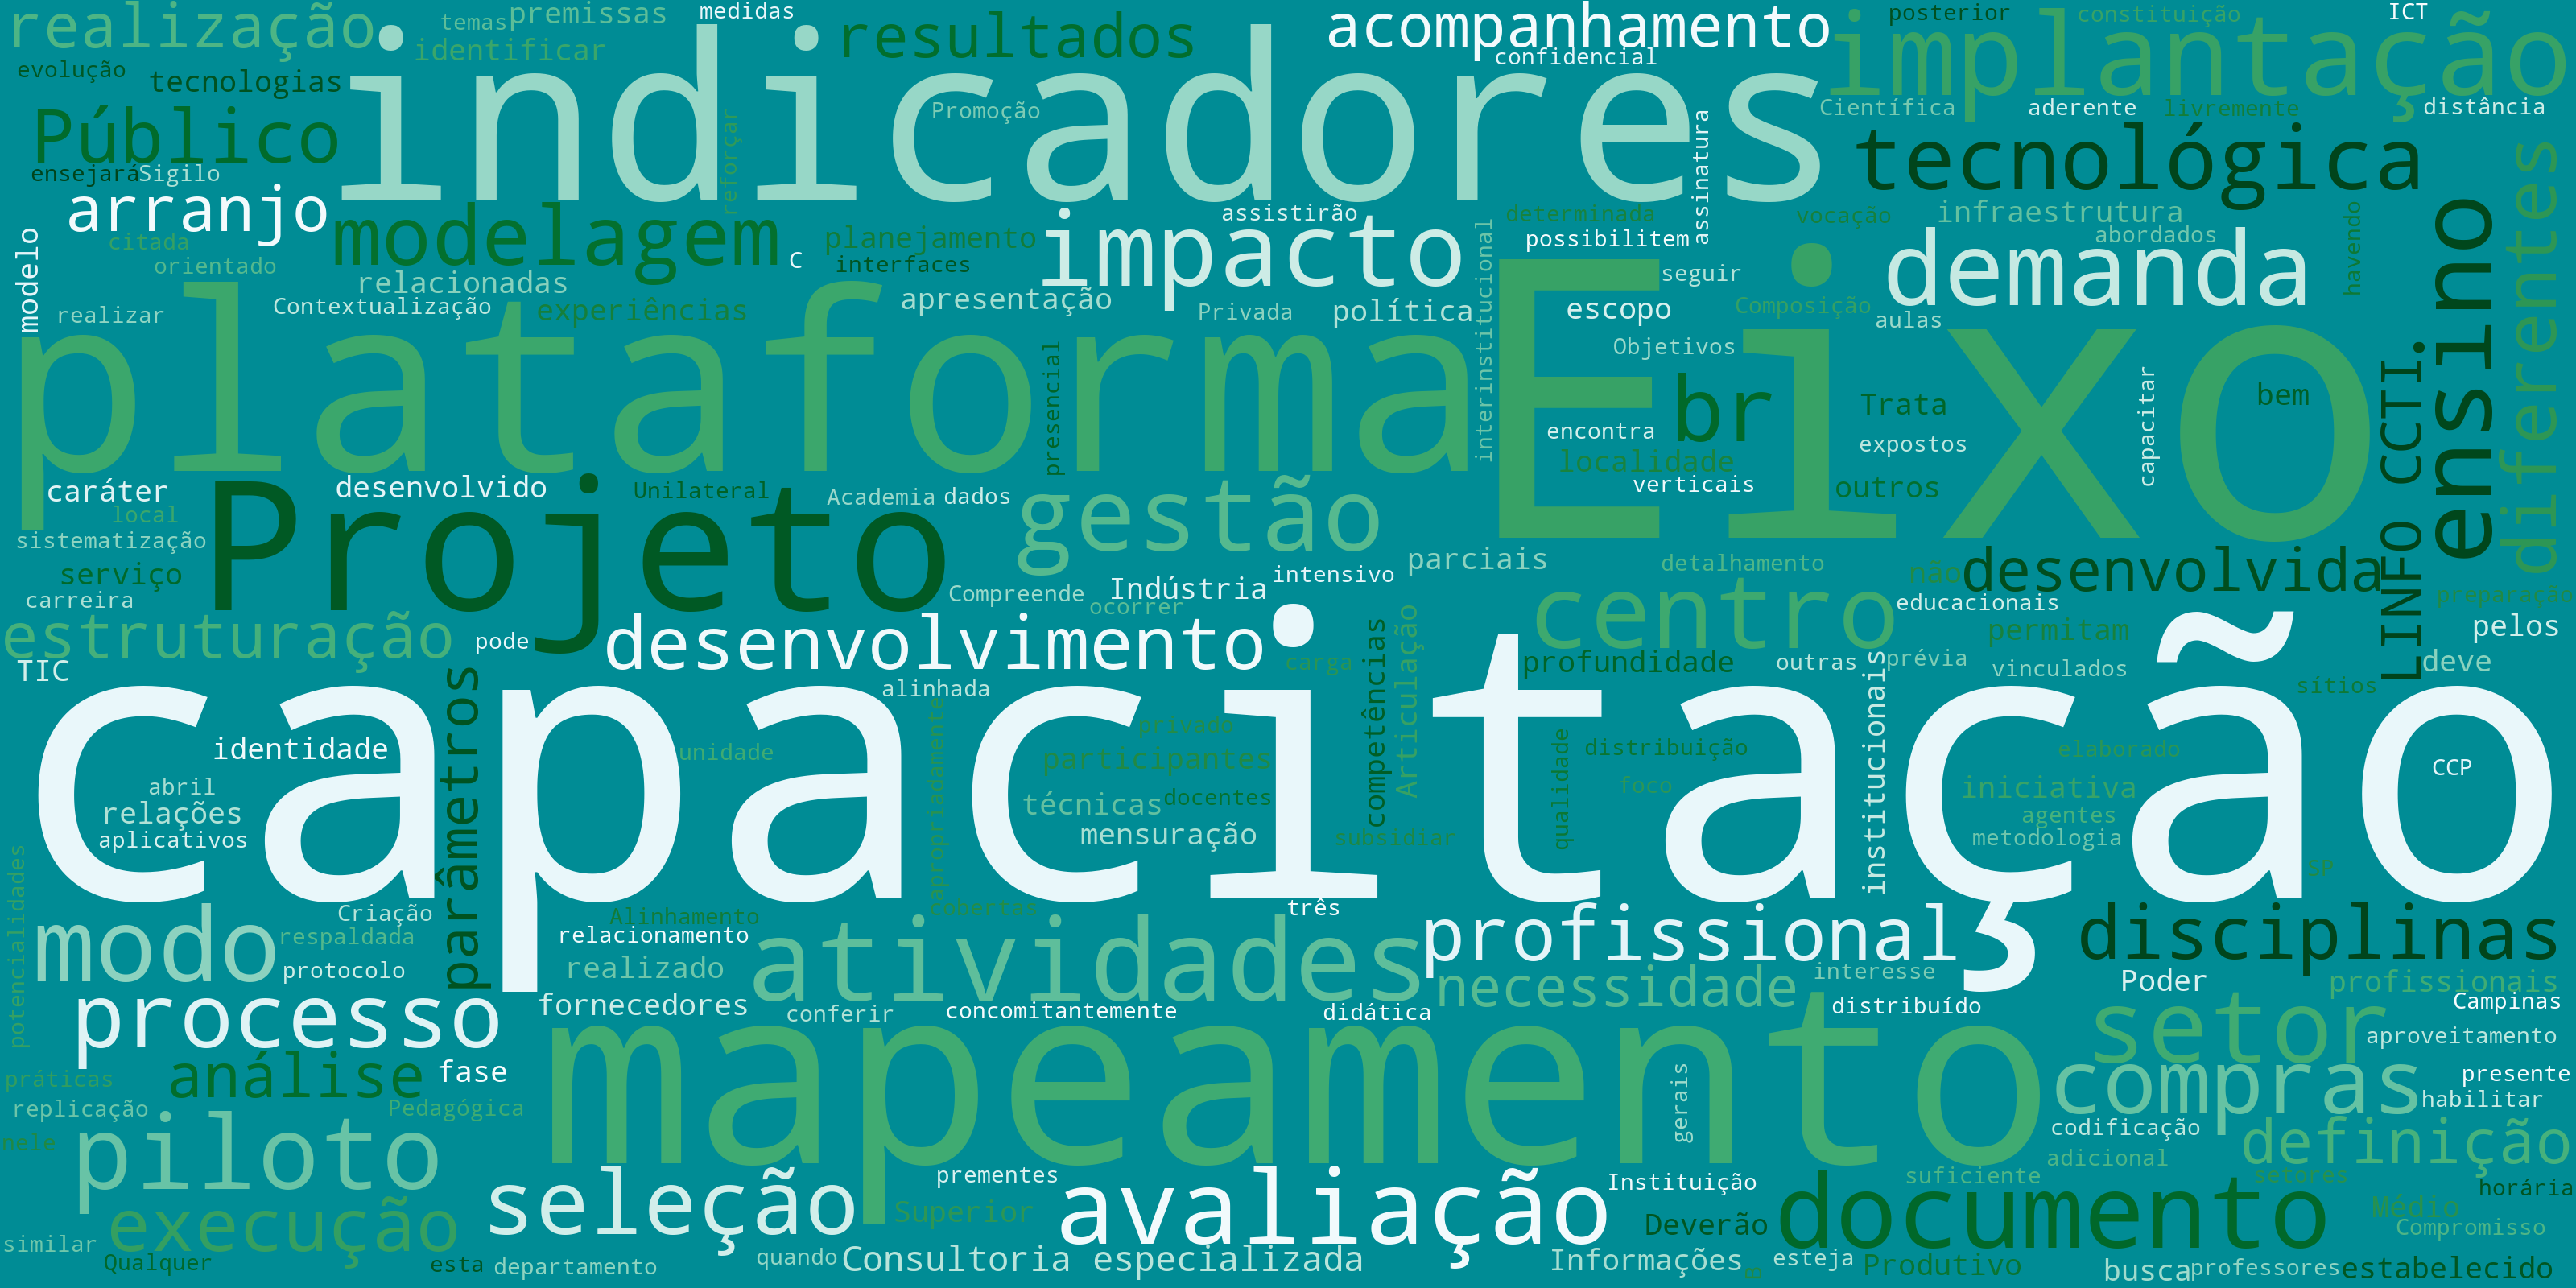 realização
temas
premissas
medidas
identificar
resultados
acompanhamento
confidencial
posterior
constituição
ICT
implantação
evolução
tecnologias
indicadores
Promoção
Científica
aderente
livremente
distância
Público
ensejará
Sigilo
reforçar
assinatura
tecnológica
arranjo
modelagem
citada
orientado
modelo
C
planejamento
interfaces
impacto
assistirão
determinada
possibilitem
vocação
infraestrutura
abordados
demanda
havendo
ensino
diferentes
relacionadas
Contextualização
experiências
apresentação
Privada
política
interinstitucional
seguir
escopo
Composição
aulas
realizar
plataforma
presencial
Eixo
Objetivos
br
encontra
localidade
verticais
Trata
expostos
outros
capacitar
bem
LINFO CCTI.
caráter
desenvolvido
Unilateral
Academia
dados
gestão
local
sistematização
Projeto
serviço
carreira
Compreende
ocorrer
Indústria
intensivo
parciais
detalhamento
não
desenvolvida
centro
educacionais
preparação
permitam
pelos
estruturação
pode
desenvolvimento
carga
competências
Articulação
profundidade
outras
prévia
vinculados
deve
TIC
alinhada
sítios
capacitação
parâmetros
identidade
unidade
apropriadamente
privado
participantes
distribuição
qualidade
institucionais
elaborado
CCP
abril
relações
aplicativos
técnicas
docentes
mensuração
foco
subsidiar
iniciativa
agentes
metodologia
SP
potencialidades
Criação
respaldada
protocolo
modo
Alinhamento
relacionamento
cobertas
três
realizado
atividades
profissional
disciplinas
processo
fornecedores
conferir
concomitantemente
didática
necessidade
interesse
distribuído
Poder
profissionais
Campinas
setor
aproveitamento
análise
fase
mapeamento
gerais
compras
presente
habilitar
práticas
replicação
Pedagógica
nele
piloto
codificação
adicional
definição
seleção
prementes
Superior
avaliação
Instituição
suficiente
setores
horária
execução
Deverão
documento
Médio
Compromisso
similar
Qualquer
esta
departamento
quando
Consultoria especializada
Informações
esteja
Produtivo
busca
professores
estabelecido